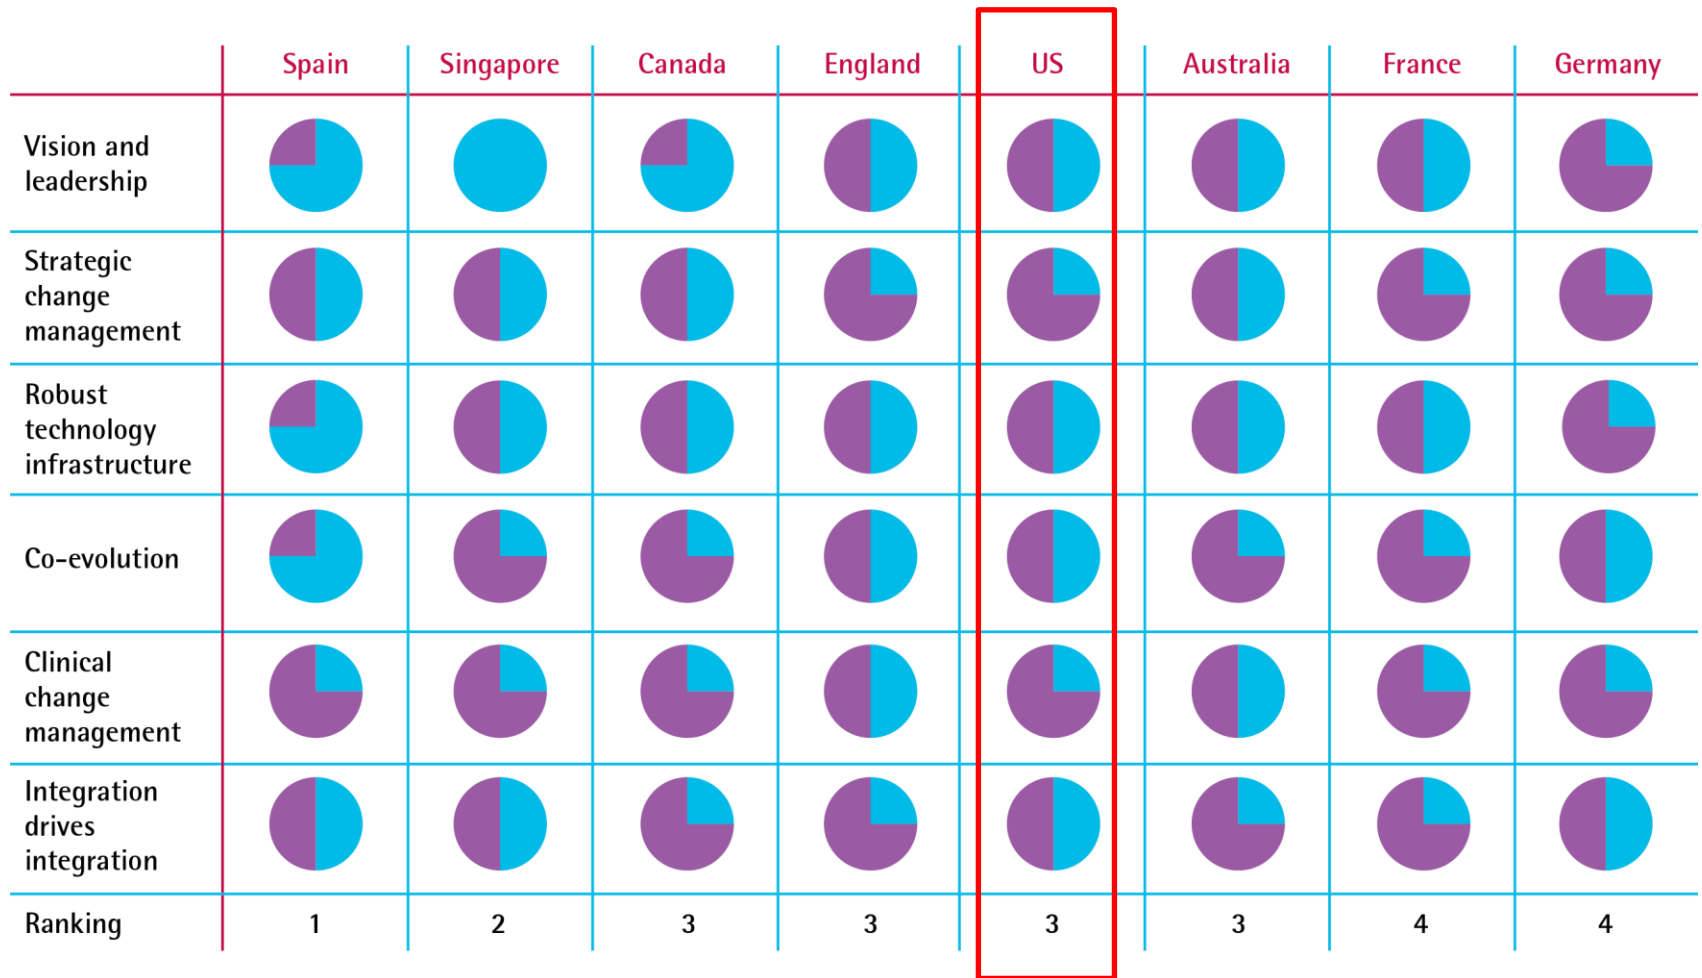 Spain Singapore Canada England US Australia France Germany
Vision and
leadership
Strategic
change
management
Robust
technology
infrastructure
Co-evolution
Clinical
change
management
Integration
drives
integration
Ranking 1 2 3 3 3 3 4 4